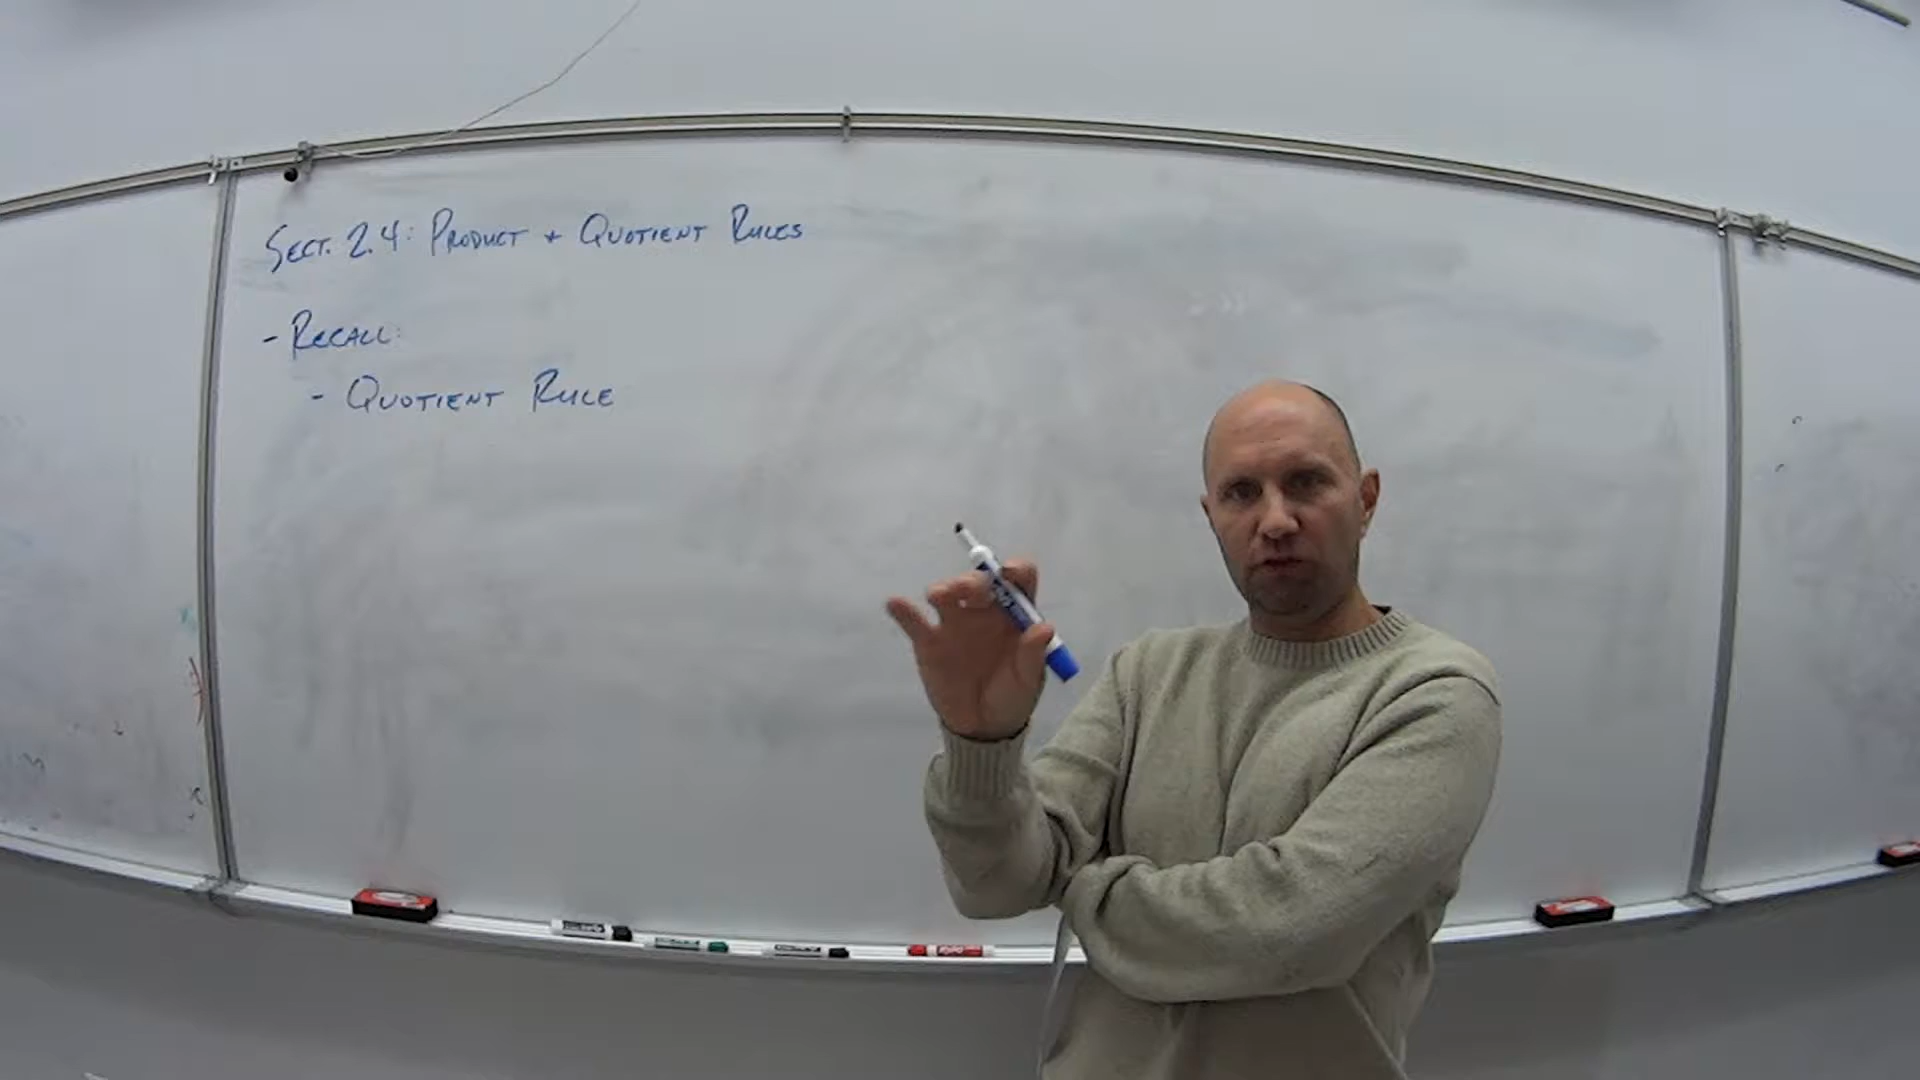 SECT. 2.4: PRODUCT + QUOTIENT RULES
- RECALL:
- QUOTIENT RULE